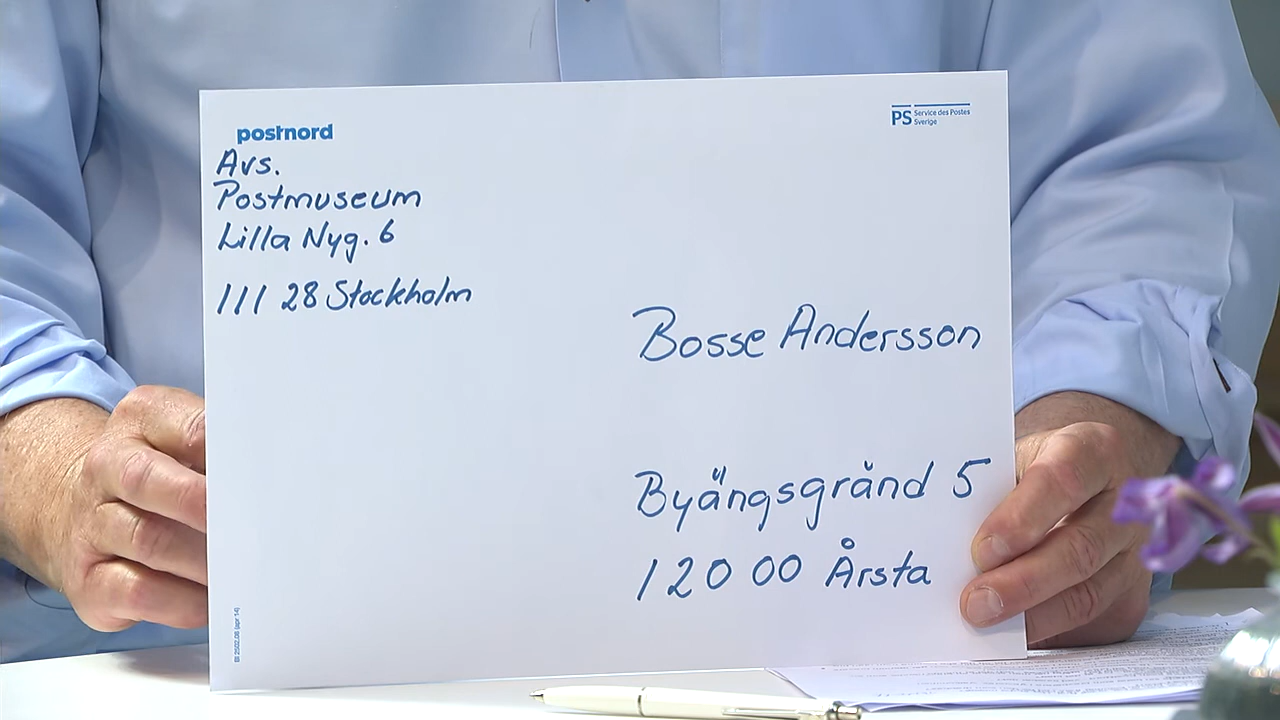 postnord
PS Service des Postes
Sverige
Avs.
Postmuseum
Lilla Nyg. 6
111 28 Stockholm
Bosse Andersson
Byängsgränd 5
120 00 Årsta